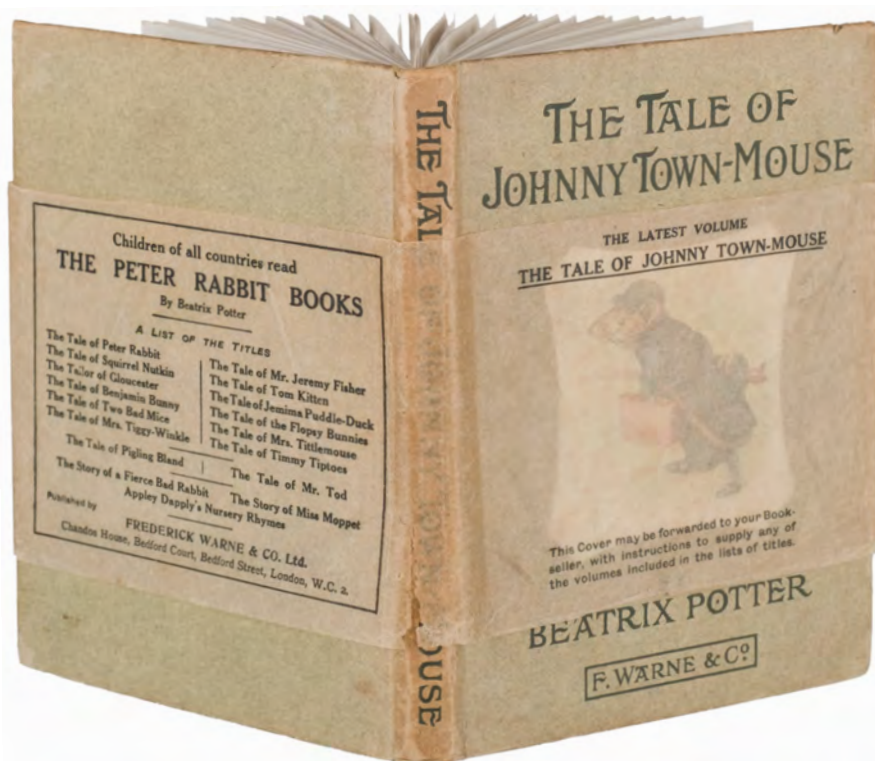 Children of all countries read
THE PETER RABBIT BOOKS
By Beatrix Potter
A LIST OF THE TITLES
The Tale of Peter Rabbit
The Tale of Squirrel Nutkin
The Tailor of Gloucester
The Tale of Benjamin Bunny
The Tale of Two Bad Mice
The Tale of Mrs. Tiggy-Winkle
The Tale of Mr. Jeremy Fisher
The Tale of Tom Kitten
The Tale of Jemima Puddle-Duck
The Tale of the Flopsy Bunnies
The Tale of Mrs. Tittlemouse
The Tale of Timmy Tiptoes
The Tale of Pigling Bland } The Tale of Mr. Tod
The Story of a Fierce Bad Rabbit The Story of Miss Moppet
Appley Dapply's Nursery Rhymes
Published by
FREDERICK WARNE & CO. Ltd.
Chandos House, Bedford Court, Bedford Street, London, W.C. 2.
THE TALE OF JOHNNY TOWN-MOUSE
THE TALE OF
JOHNNY TOWN-MOUSE
THE LATEST VOLUME
THE TALE OF JOHNNY TOWN-MOUSE
This Cover may be forwarded to your Book-
seller, with instructions to supply any of
the volumes included in the lists of titles.
BEATRIX POTTER
F. WARNE & Co.